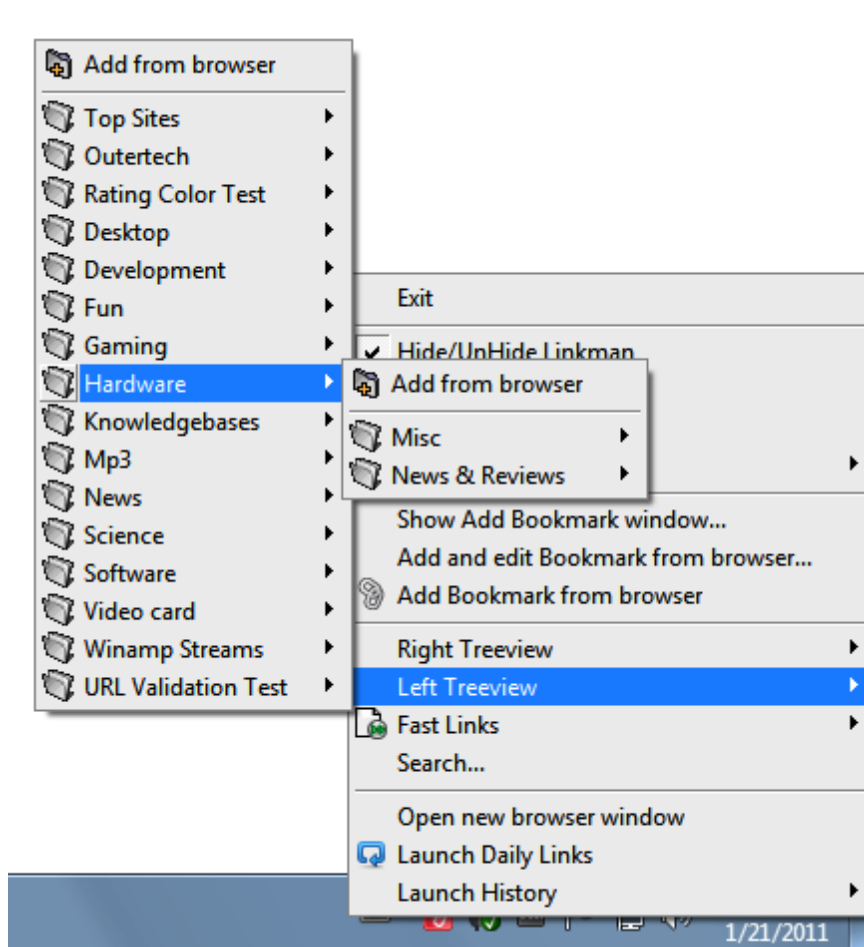 Add from browser
Top Sites
Outertech
Rating Color Test
Desktop
Development
Fun
Gaming
Hardware
Knowledgebases
Mp3
News
Science
Software
Video card
Winamp Streams
URL Validation Test
Add from browser
Misc
News & Reviews
Exit
Hide/UnHide Linkman
Show Add Bookmark window...
Add and edit Bookmark from browser...
Add Bookmark from browser
Right Treeview
Left Treeview
Fast Links
Search...
Open new browser window
Launch Daily Links
Launch History
1/21/2011